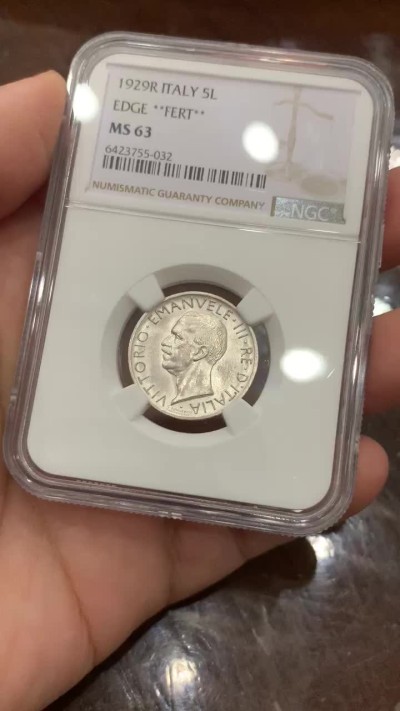 1929R ITALY 5L
EDGE **FERT**
MS 63
6423755-032
NUMISMATIC GUARANTY COMPANY
NGC
VITTORIO·EMANVELE·III·RE·D'ITALIA·